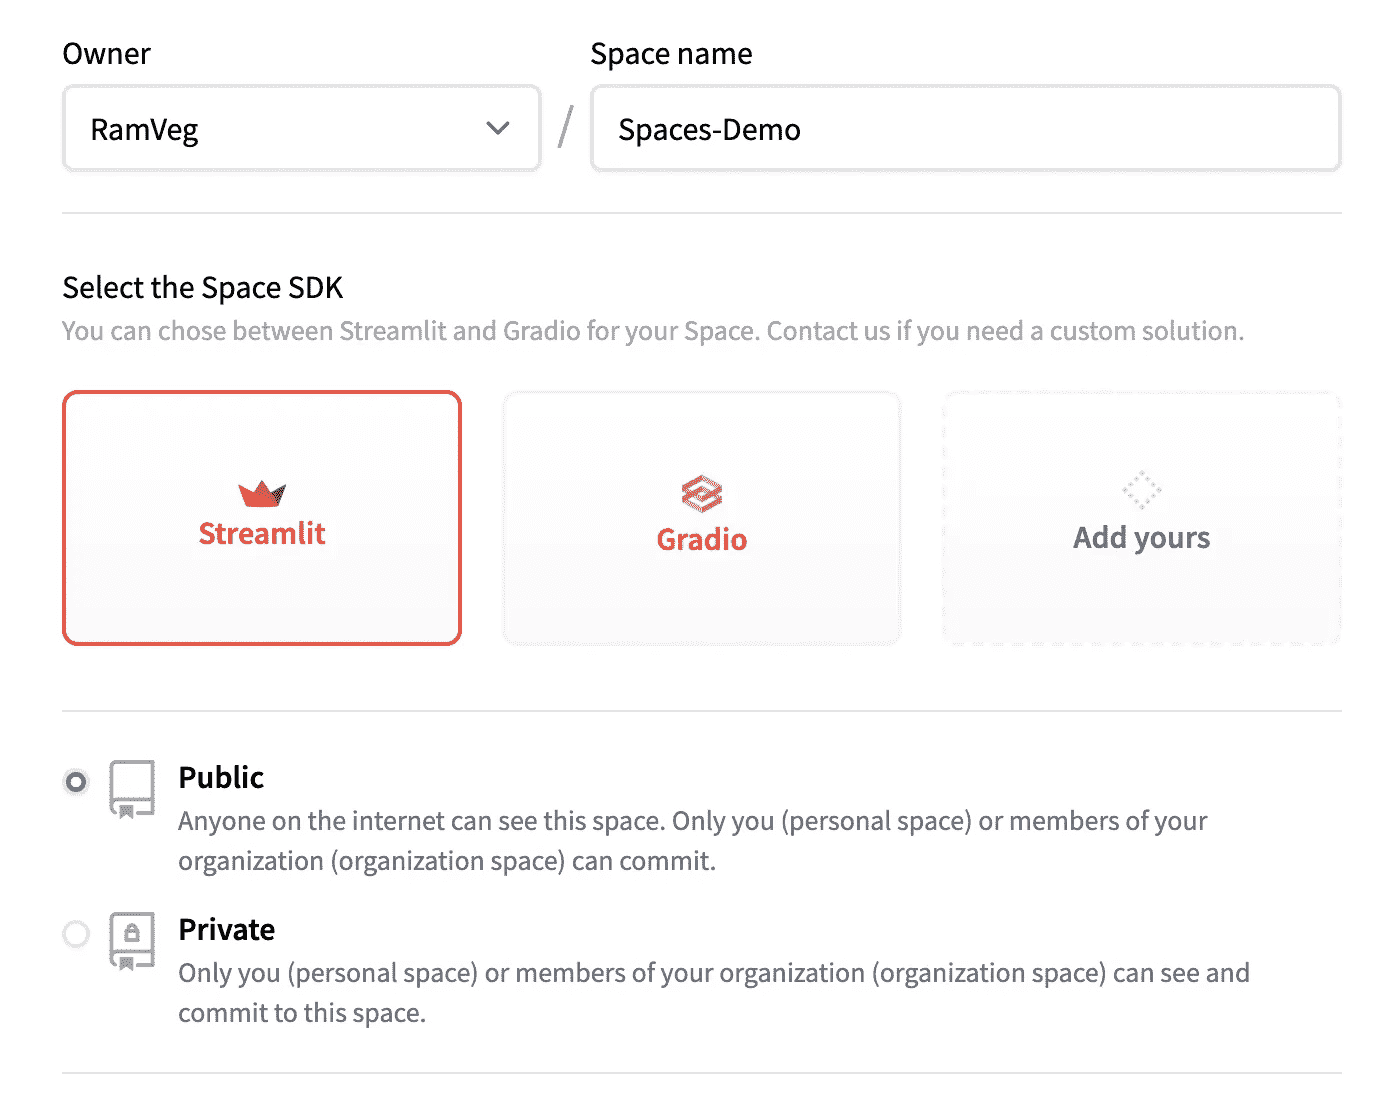 Owner
Space name
RamVeg
/
Spaces-Demo
Select the Space SDK
You can chose between Streamlit and Gradio for your Space. Contact us if you need a custom solution.
Streamlit
Gradio
Add yours
Public
Anyone on the internet can see this space. Only you (personal space) or members of your
organization (organization space) can commit.
Private
Only you (personal space) or members of your organization (organization space) can see and
commit to this space.